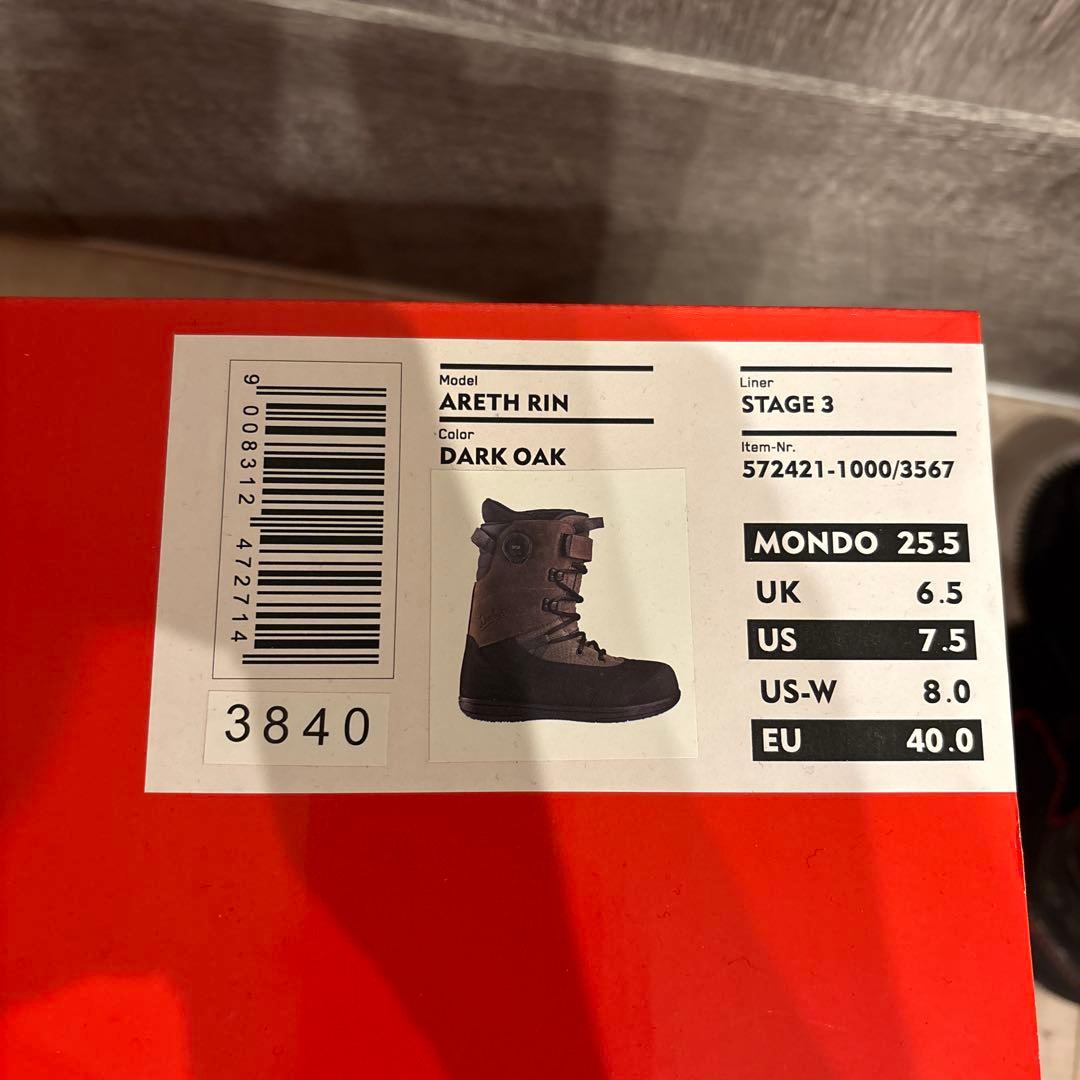 9 008312 472714
3840
Model
ARETH RIN
Color
DARK OAK
Liner
STAGE 3
Item-Nr.
572421-1000/3567
MONDO 25.5
UK 6.5
US 7.5
US-W 8.0
EU 40.0